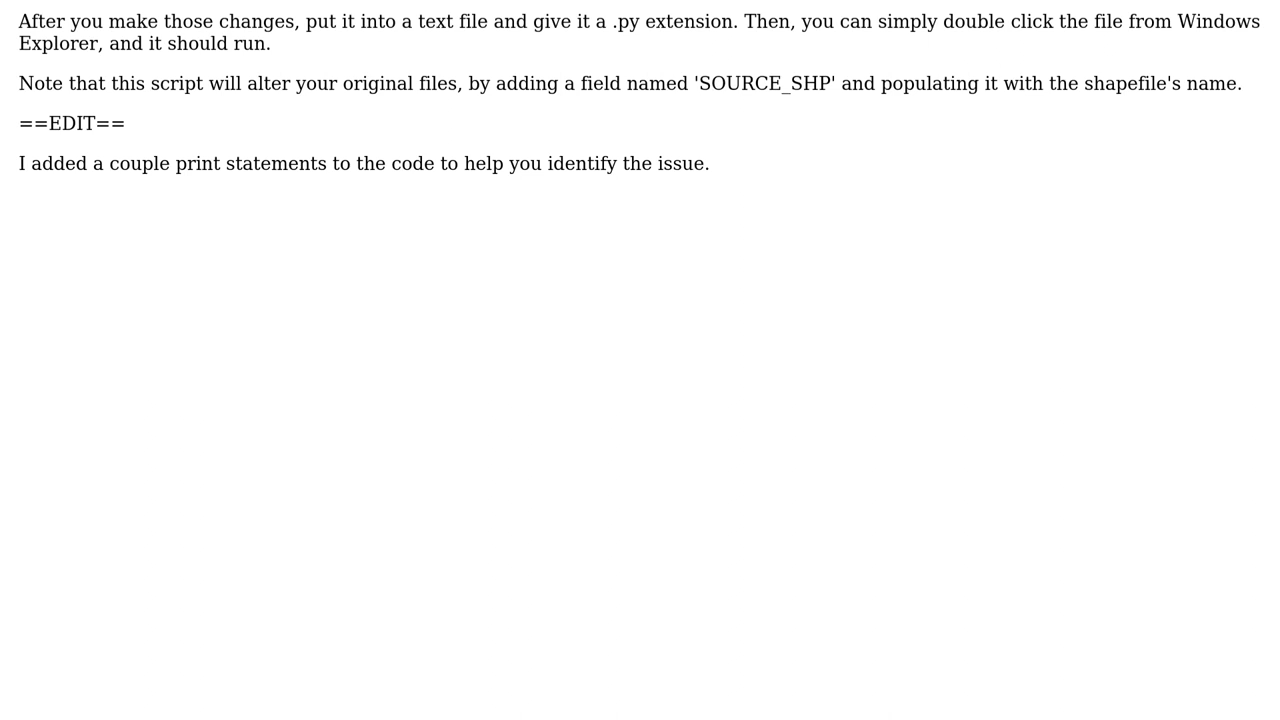 After you make those changes, put it into a text file and give it a .py extension. Then, you can simply double click the file from Windows
Explorer, and it should run.
Note that this script will alter your original files, by adding a field named 'SOURCE_SHP' and populating it with the shapefile's name.
==EDIT==
I added a couple print statements to the code to help you identify the issue.